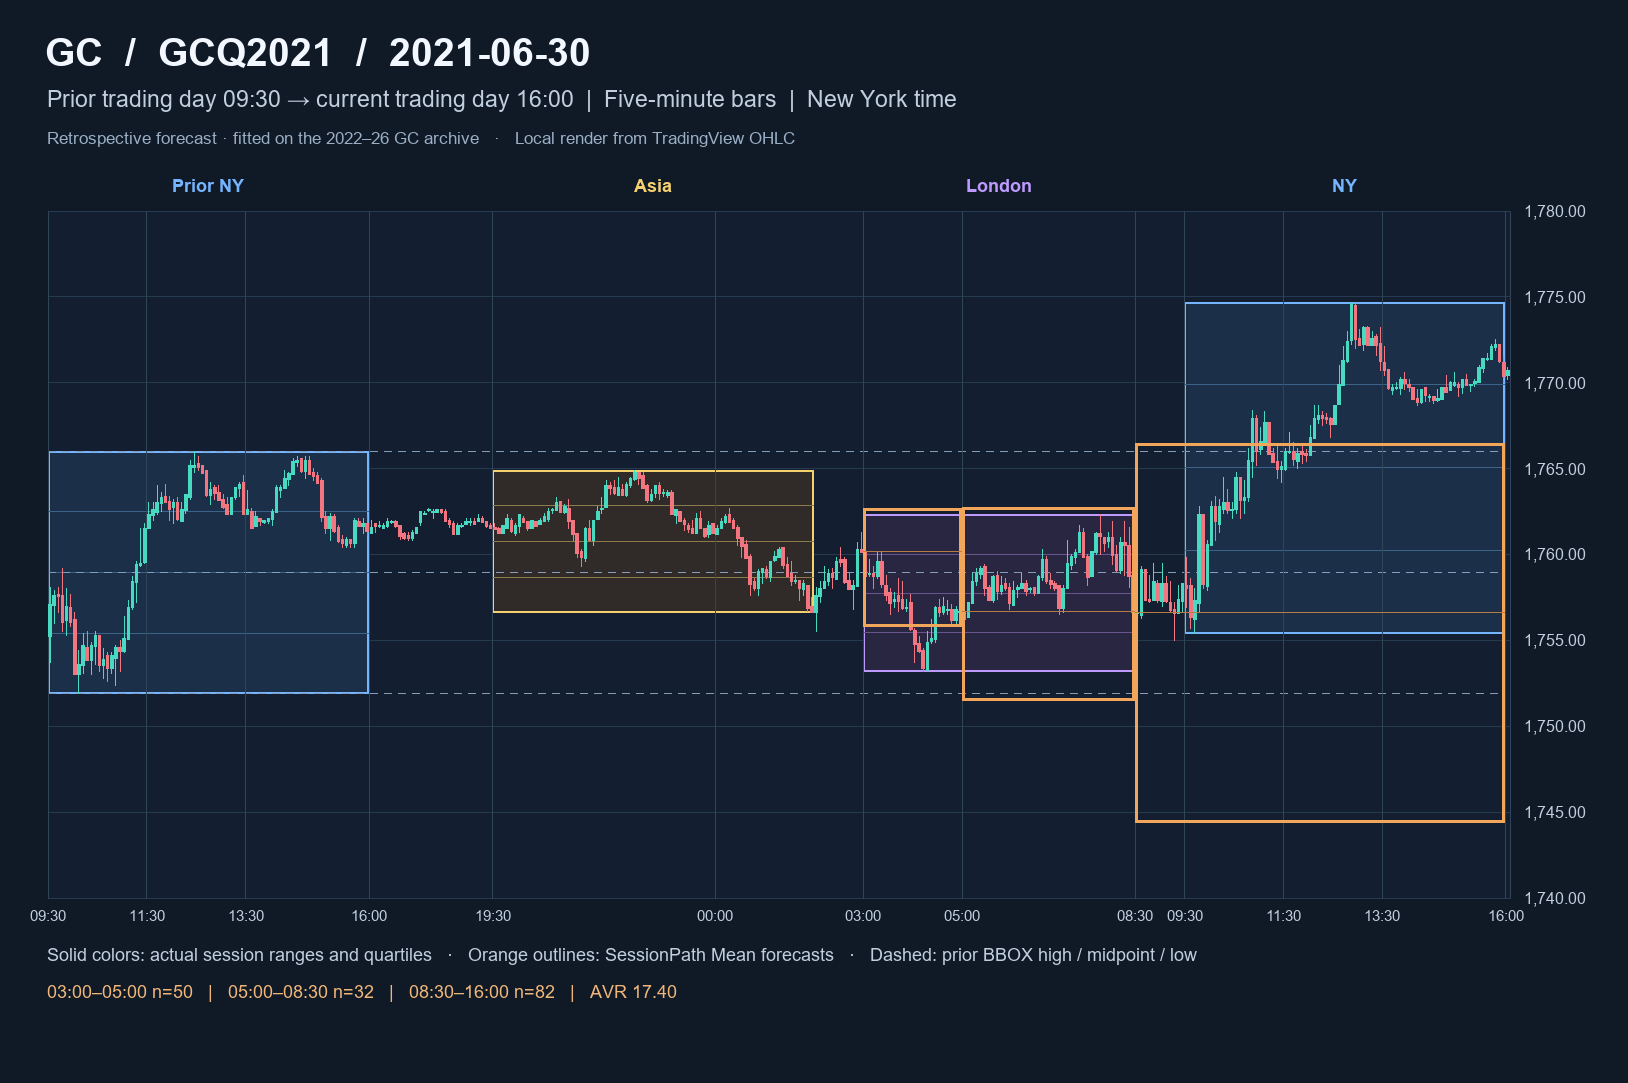 GC / GCQ2021 / 2021-06-30
Prior trading day 09:30 → current trading day 16:00 | Five-minute bars | New York time
Retrospective forecast · fitted on the 2022–26 GC archive · Local render from TradingView OHLC
Prior NY Asia London NY
1,780.00
1,775.00
1,770.00
1,765.00
1,760.00
1,755.00
1,750.00
1,745.00
1,740.00
09:30 11:30 13:30 16:00 19:30 00:00 03:00 05:00 08:30 09:30 11:30 13:30 16:00
Solid colors: actual session ranges and quartiles · Orange outlines: SessionPath Mean forecasts · Dashed: prior BBOX high / midpoint / low
03:00–05:00 n=50 | 05:00–08:30 n=32 | 08:30–16:00 n=82 | AVR 17.40